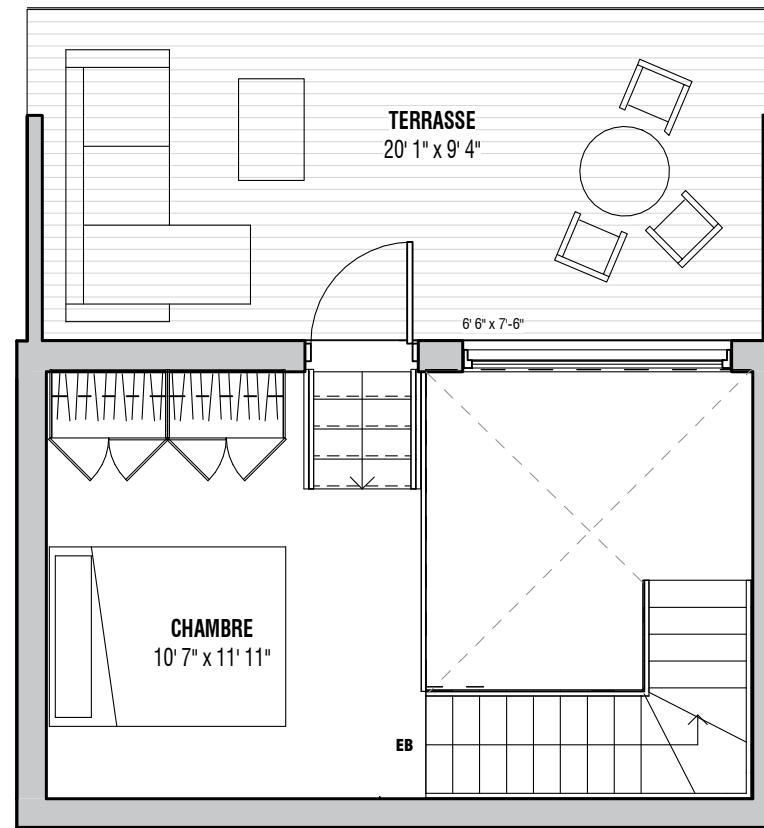 TERRASSE
20' 1" x 9' 4"
6' 6" x 7'-6"
CHAMBRE
10' 7" x 11' 11"
EB